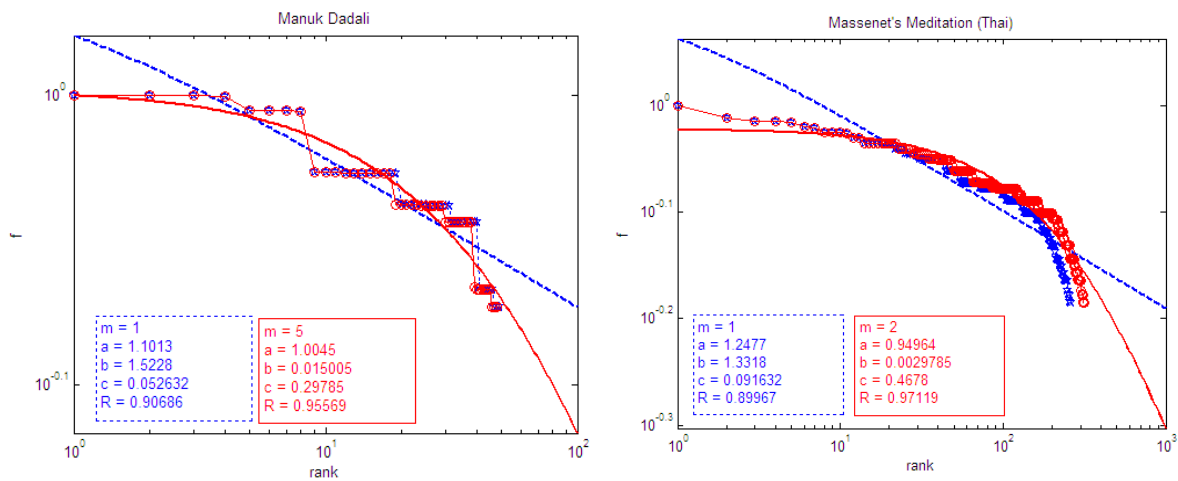 Manuk Dadali
10^0
10^-0.1
f
m = 1
a = 1.1013
b = 1.5228
c = 0.052632
R = 0.90686
m = 5
a = 1.0045
b = 0.015005
c = 0.29785
R = 0.95569
10^0
10^1
10^2
rank
Massenet's Meditation (Thai)
10^0
10^-0.1
10^-0.2
10^-0.3
f
m = 1
a = 1.2477
b = 1.3318
c = 0.091632
R = 0.89967
m = 2
a = 0.94964
b = 0.0029785
c = 0.4678
R = 0.97119
10^0
10^1
10^2
10^3
rank